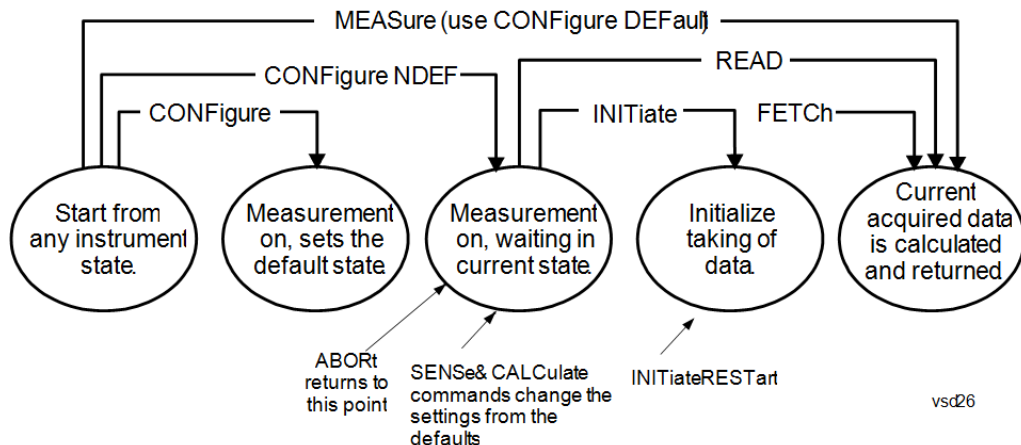 MEASure (use CONFigure DEFault)
CONFigure NDEF
READ
CONFigure
INITiate
FETCh
Start from
any instrument
state.
Measurement
on, sets the
default state.
Measurement
on, waiting in
current state.
Initialize
taking of
data.
Current
acquired data
is calculated
and returned
ABORt
returns to
this point
SENSe& CALCulate
commands change the
settings from the
defaults
INITiateRESTart
vsd26